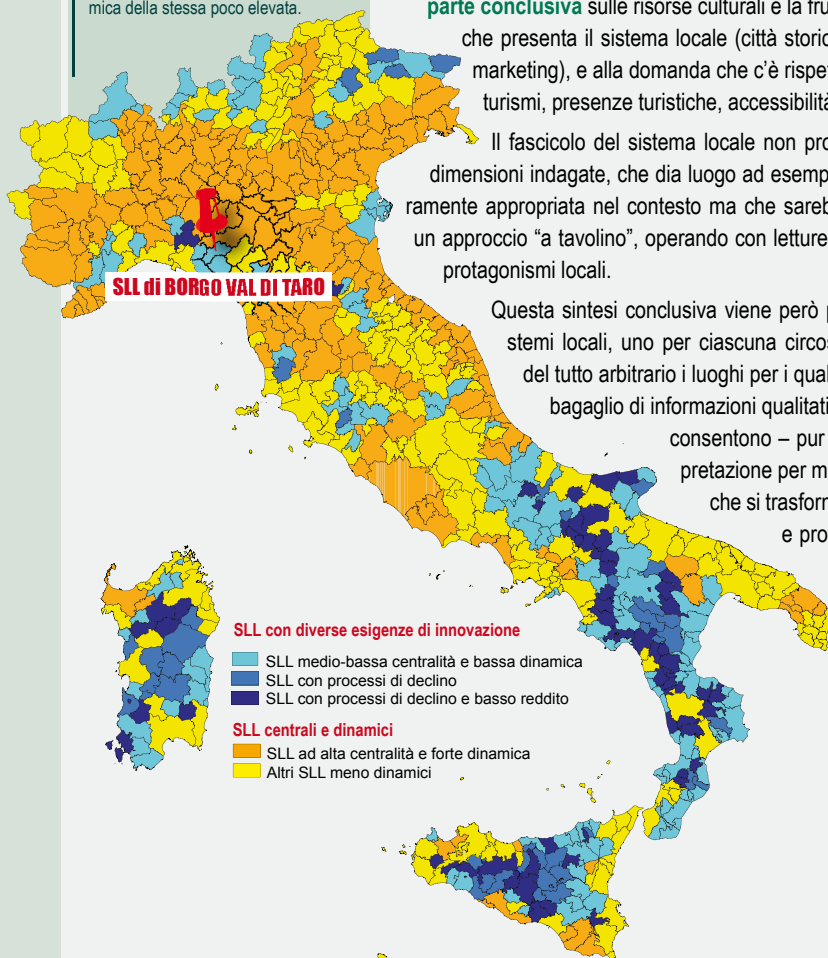 mica della stessa poco elevata.
parte conclusiva sulle risorse culturali e la fru
che presenta il sistema locale (città storic
marketing), e alla domanda che c'è rispe
turismi, presenze turistiche, accessibilità
Il fascicolo del sistema locale non pro
dimensioni indagate, che dia luogo ad esemp
ramente appropriata nel contesto ma che sareb
un approccio “a tavolino”, operando con letture
protagonismi locali.
SLL di BORGO VAL DI TARO
Questa sintesi conclusiva viene però p
stemi locali, uno per ciascuna circos
del tutto arbitrario i luoghi per i qual
bagaglio di informazioni qualitati
consentono – pur
pretazione per m
che si trasforn
e pro
SLL con diverse esigenze di innovazione
SLL medio-bassa centralità e bassa dinamica
SLL con processi di declino
SLL con processi di declino e basso reddito
SLL centrali e dinamici
SLL ad alta centralità e forte dinamica
Altri SLL meno dinamici